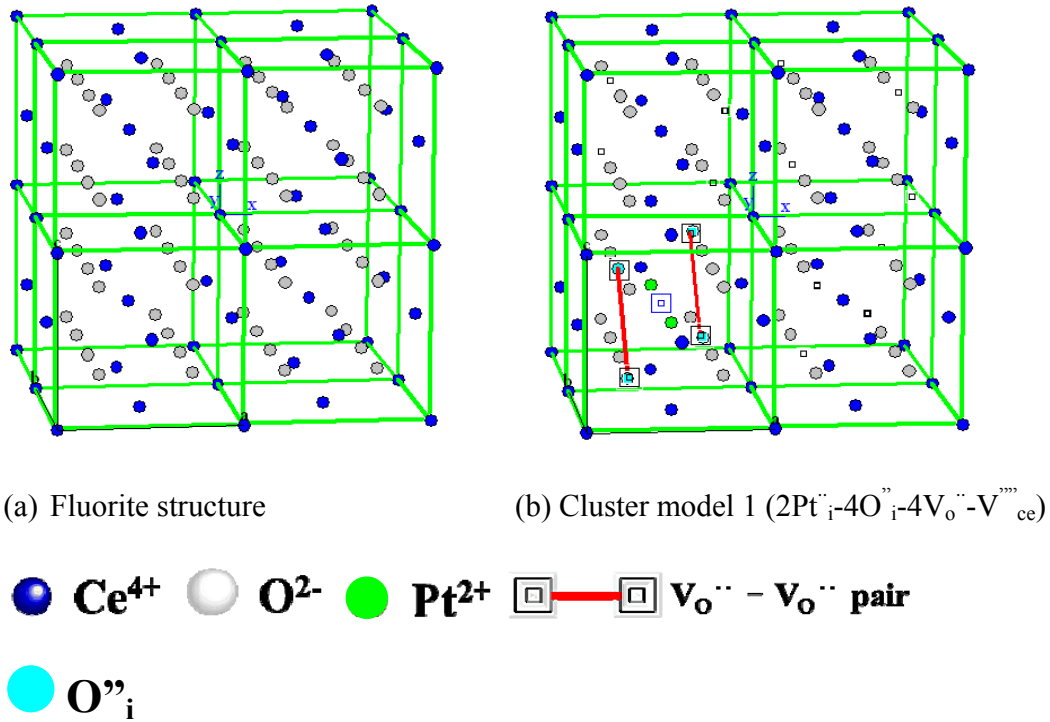 z
y
x
c
b
a
z
y
x
c
b
a
(a) Fluorite structure
(b) Cluster model 1 (2Pt¨i-4O”i-4Vo¨-V””ce)
Ce4+ O2- Pt2+ Vo¨ – Vo¨ pair
O”i